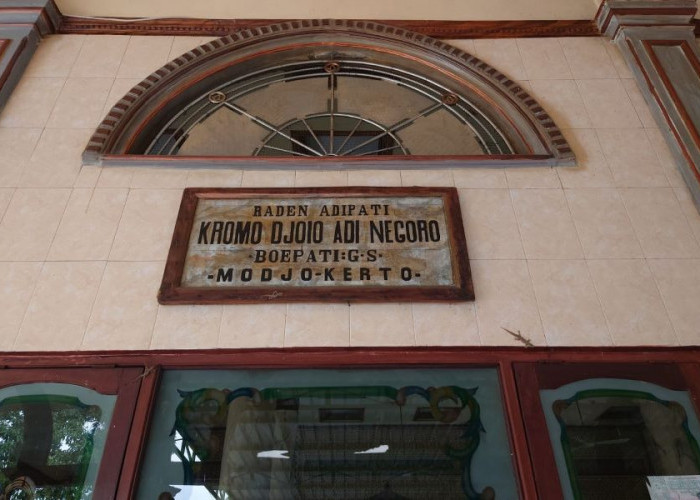 RADEN ADIPATI
KROMO DJOIO ADI NEGORO
·BOEPATI:G·S·
-MODJO-KERTO-